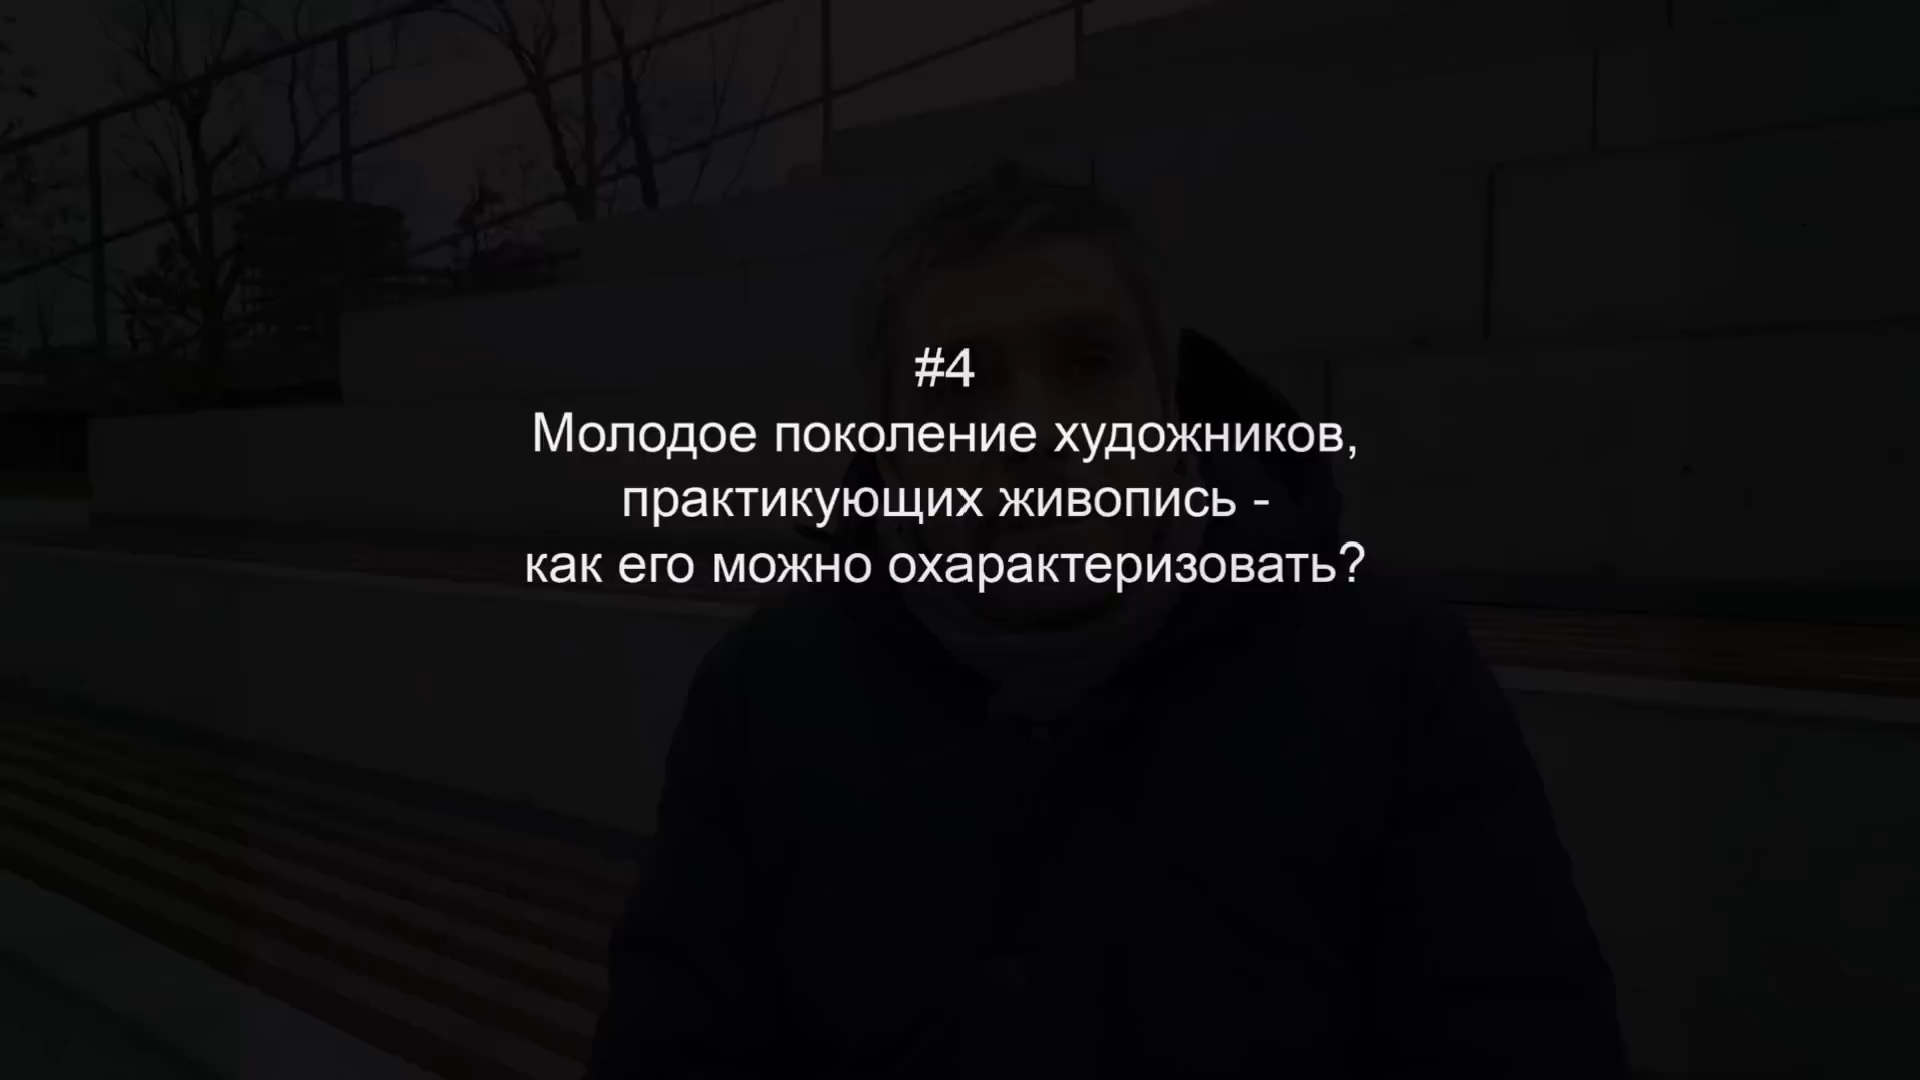 #4
Молодое поколение художников,
практикующих живопись -
как его можно охарактеризовать?